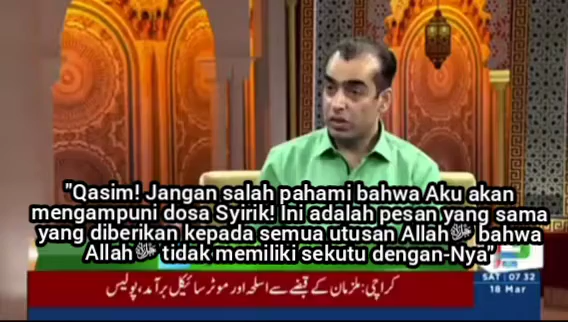 "Qasim! Jangan salah pahami bahwa Aku akan
mengampuni dosa Syirik! Ini adalah pesan yang sama
yang diberikan kepada semua utusan Allahﷻ bahwa
Allahﷻ tidak memiliki sekutu dengan-Nya"
SAT : 07:32
18 Mar
کراچی: ملزمان کے قبضے سے اسلحہ اور موٹرسائیکل برآمد، پولیس